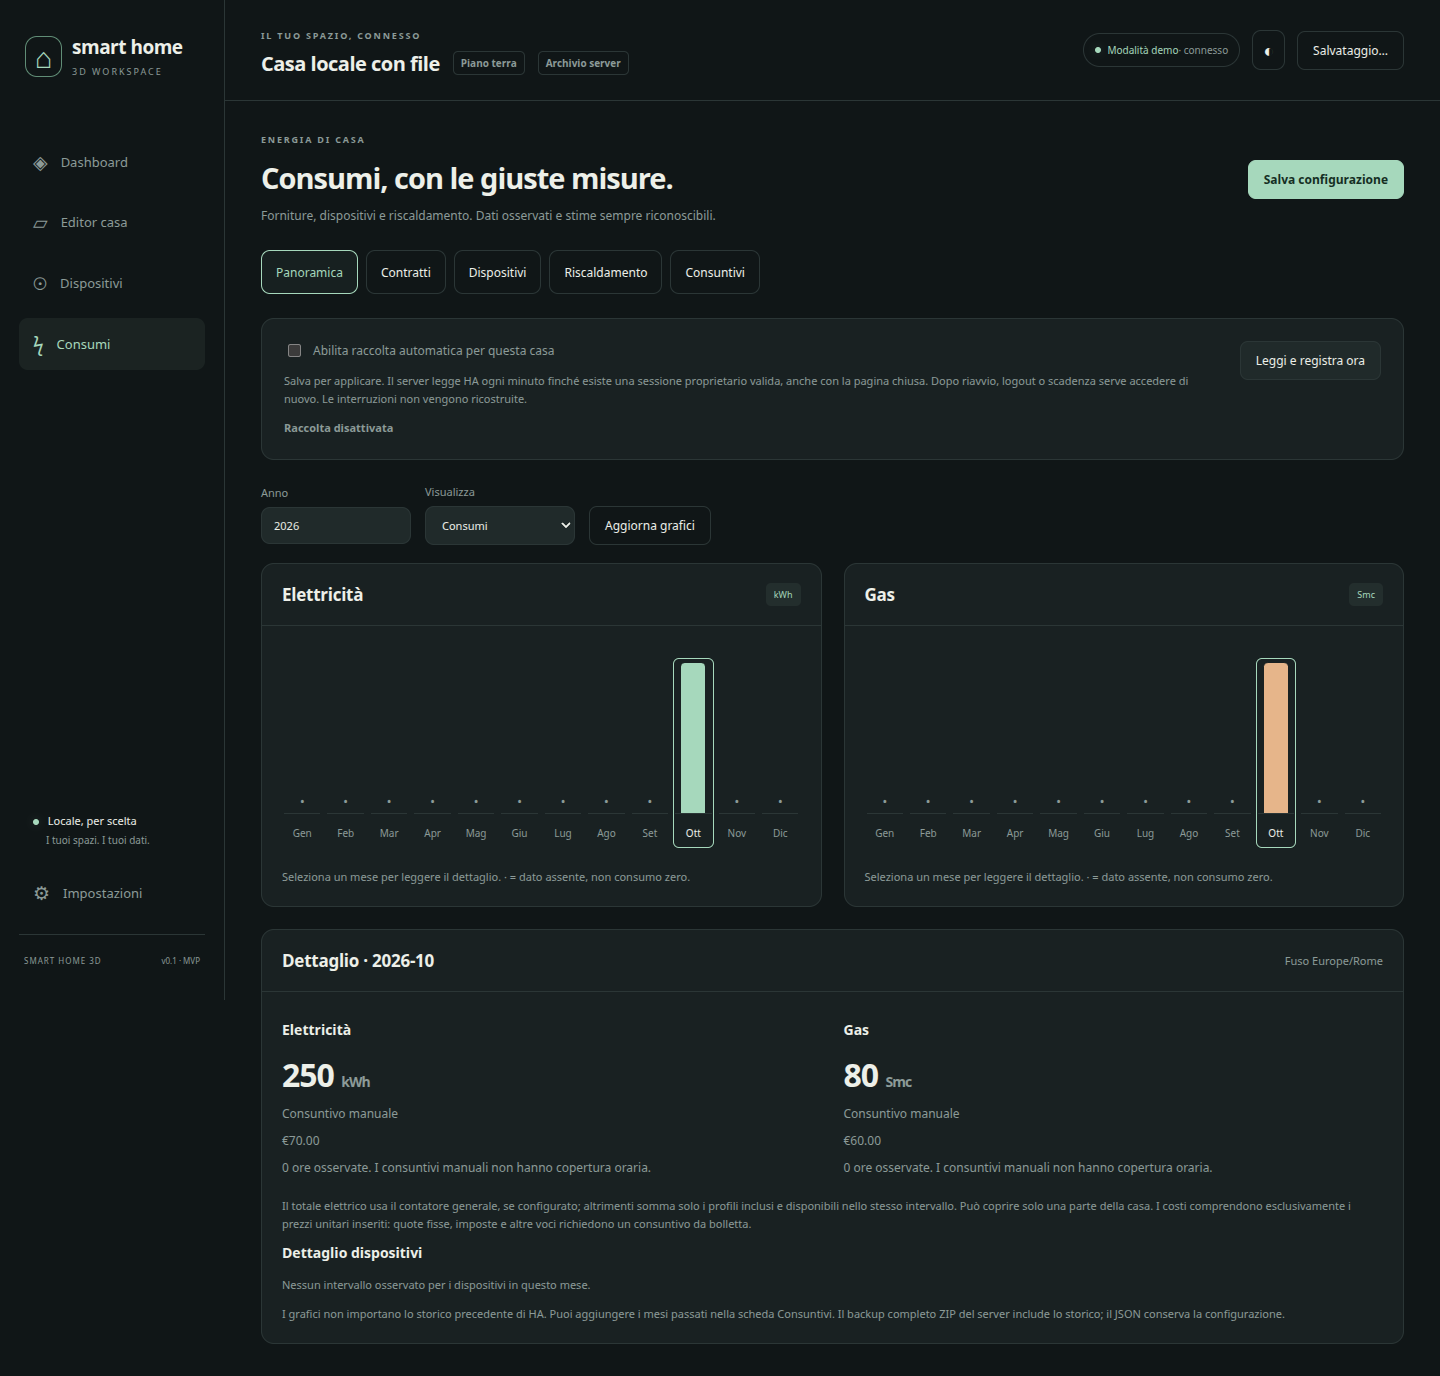 smart home
3D WORKSPACE
Dashboard
Editor casa
Dispositivi
Consumi
Locale, per scelta
I tuoi spazi. I tuoi dati.
Impostazioni
SMART HOME 3D
v0.1 · MVP
IL TUO SPAZIO, CONNESSO
Casa locale con file
Piano terra
Archivio server
Modalità demo · connesso
Salvataggio...
ENERGIA DI CASA
Consumi, con le giuste misure.
Forniture, dispositivi e riscaldamento. Dati osservati e stime sempre riconoscibili.
Salva configurazione
Panoramica
Contratti
Dispositivi
Riscaldamento
Consuntivi
Abilita raccolta automatica per questa casa
Salva per applicare. Il server legge HA ogni minuto finché esiste una sessione proprietario valida, anche con la pagina chiusa. Dopo riavvio, logout o scadenza serve accedere di
nuovo. Le interruzioni non vengono ricostruite.
Raccolta disattivata
Leggi e registra ora
Anno
2026
Visualizza
Consumi
Aggiorna grafici
Elettricità
kWh
Gen Feb Mar Apr Mag Giu Lug Ago Set Ott Nov Dic
Seleziona un mese per leggere il dettaglio. · = dato assente, non consumo zero.
Gas
Smc
Gen Feb Mar Apr Mag Giu Lug Ago Set Ott Nov Dic
Seleziona un mese per leggere il dettaglio. · = dato assente, non consumo zero.
Dettaglio · 2026-10
Fuso Europe/Rome
Elettricità
250 kWh
Consuntivo manuale
€70.00
0 ore osservate. I consuntivi manuali non hanno copertura oraria.
Gas
80 Smc
Consuntivo manuale
€60.00
0 ore osservate. I consuntivi manuali non hanno copertura oraria.
Il totale elettrico usa il contatore generale, se configurato; altrimenti somma solo i profili inclusi e disponibili nello stesso intervallo. Può coprire solo una parte della casa. I costi comprendono esclusivamente i
prezzi unitari inseriti: quote fisse, imposte e altre voci richiedono un consuntivo da bolletta.
Dettaglio dispositivi
Nessun intervallo osservato per i dispositivi in questo mese.
I grafici non importano lo storico precedente di HA. Puoi aggiungere i mesi passati nella scheda Consuntivi. Il backup completo ZIP del server include lo storico; il JSON conserva la configurazione.